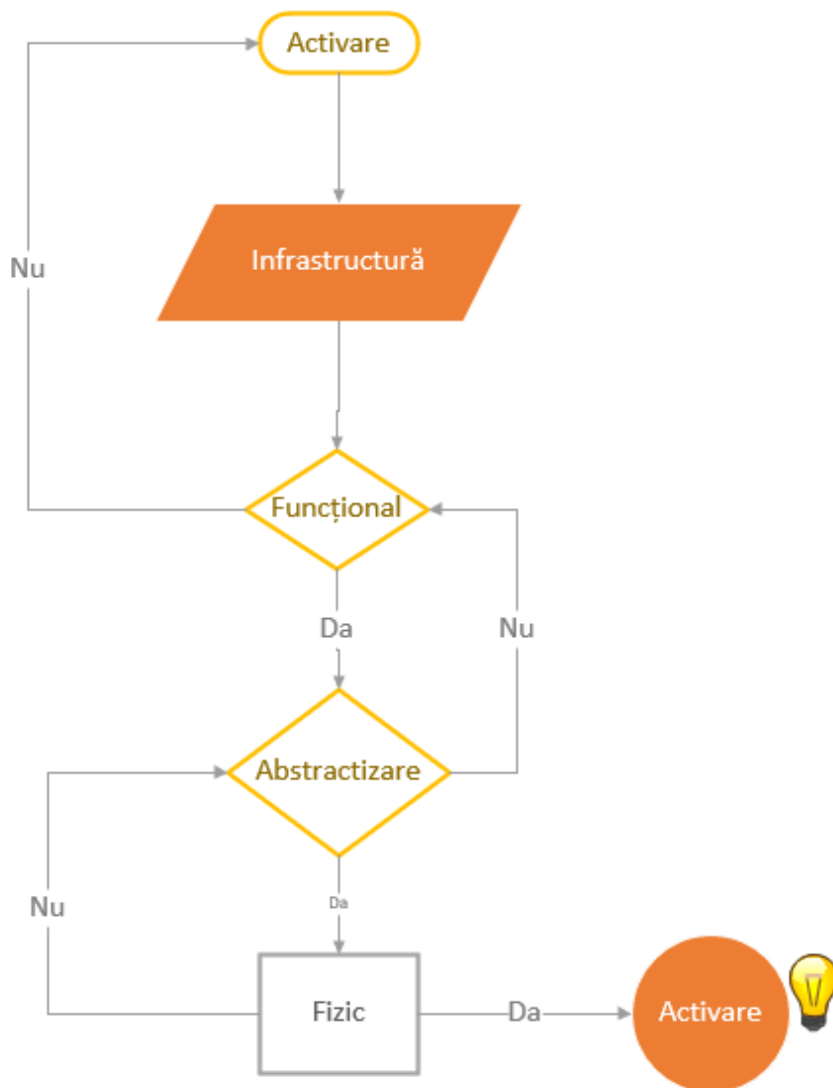 Activare
Nu
Infrastructură
Funcțional
Da
Nu
Abstractizare
Nu
Da
Fizic
Da
Activare